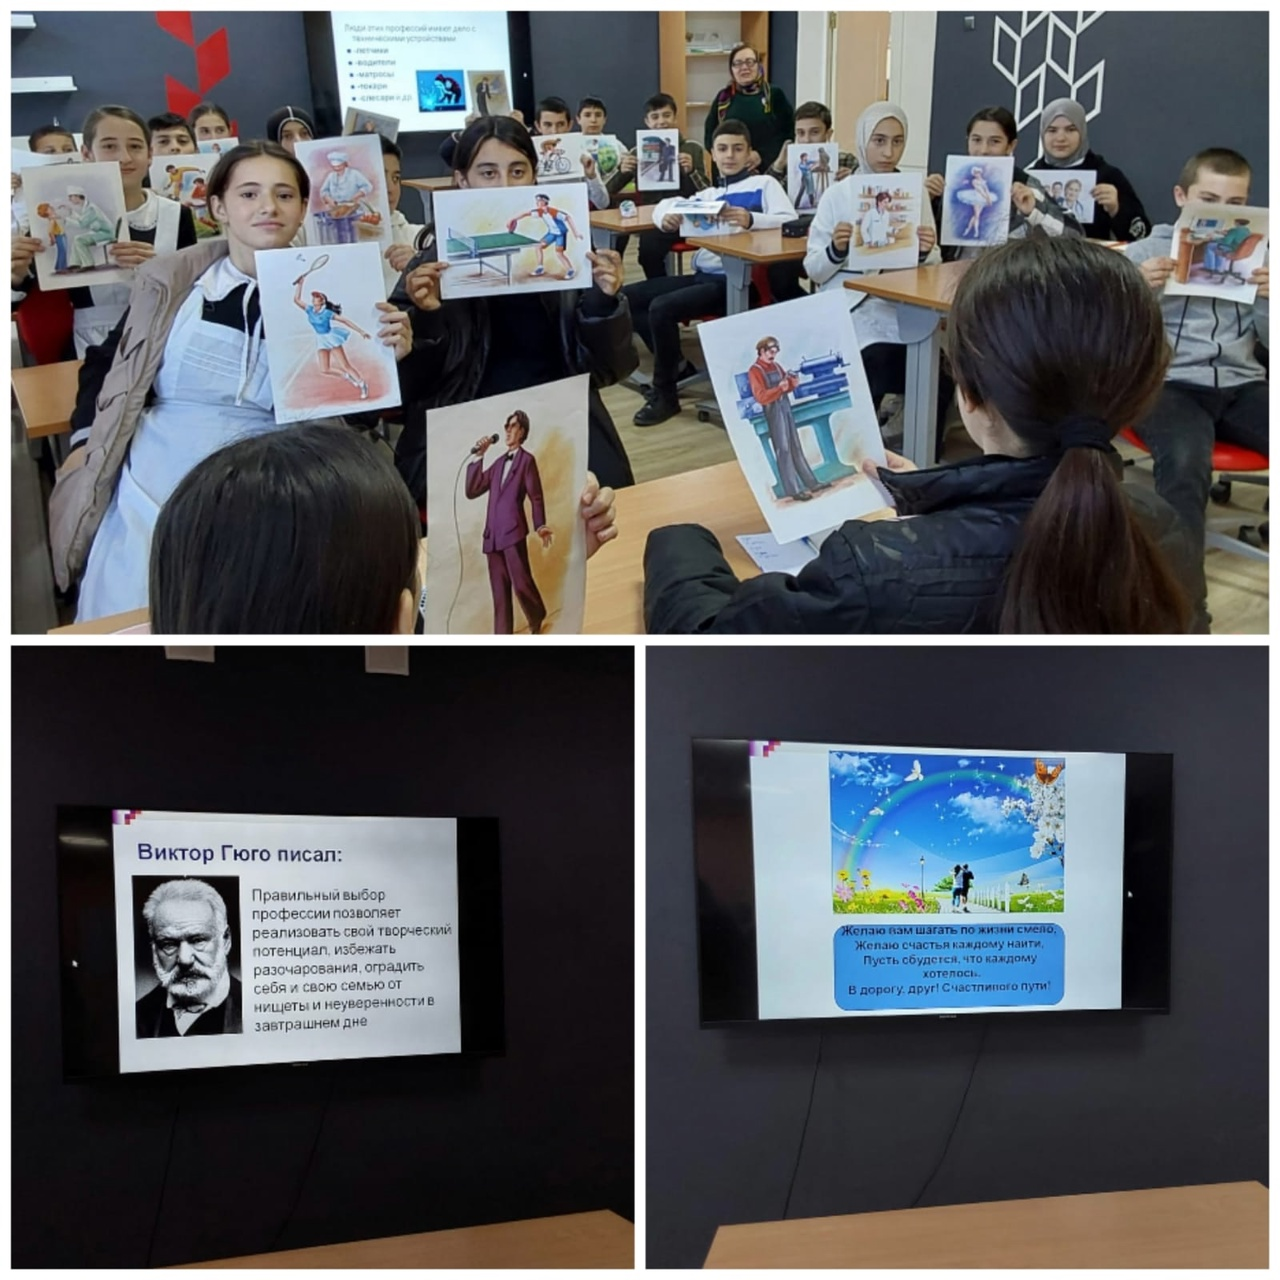 Люди этих профессий имеют дело с
техническими устройствами
-летчики
-водители
-матросы
-токари
-слесари и др.
Виктор Гюго писал:
Правильный выбор
профессии позволяет
реализовать свой творческий
потенциал, избежать
разочарования, оградить
себя и свою семью от
нищеты и неуверенности в
завтрашнем дне
Желаю вам шагать по жизни смело,
Желаю счастья каждому найти,
Пусть сбудется, что каждому
хотелось.
В дорогу, друг! Счастливого пути!